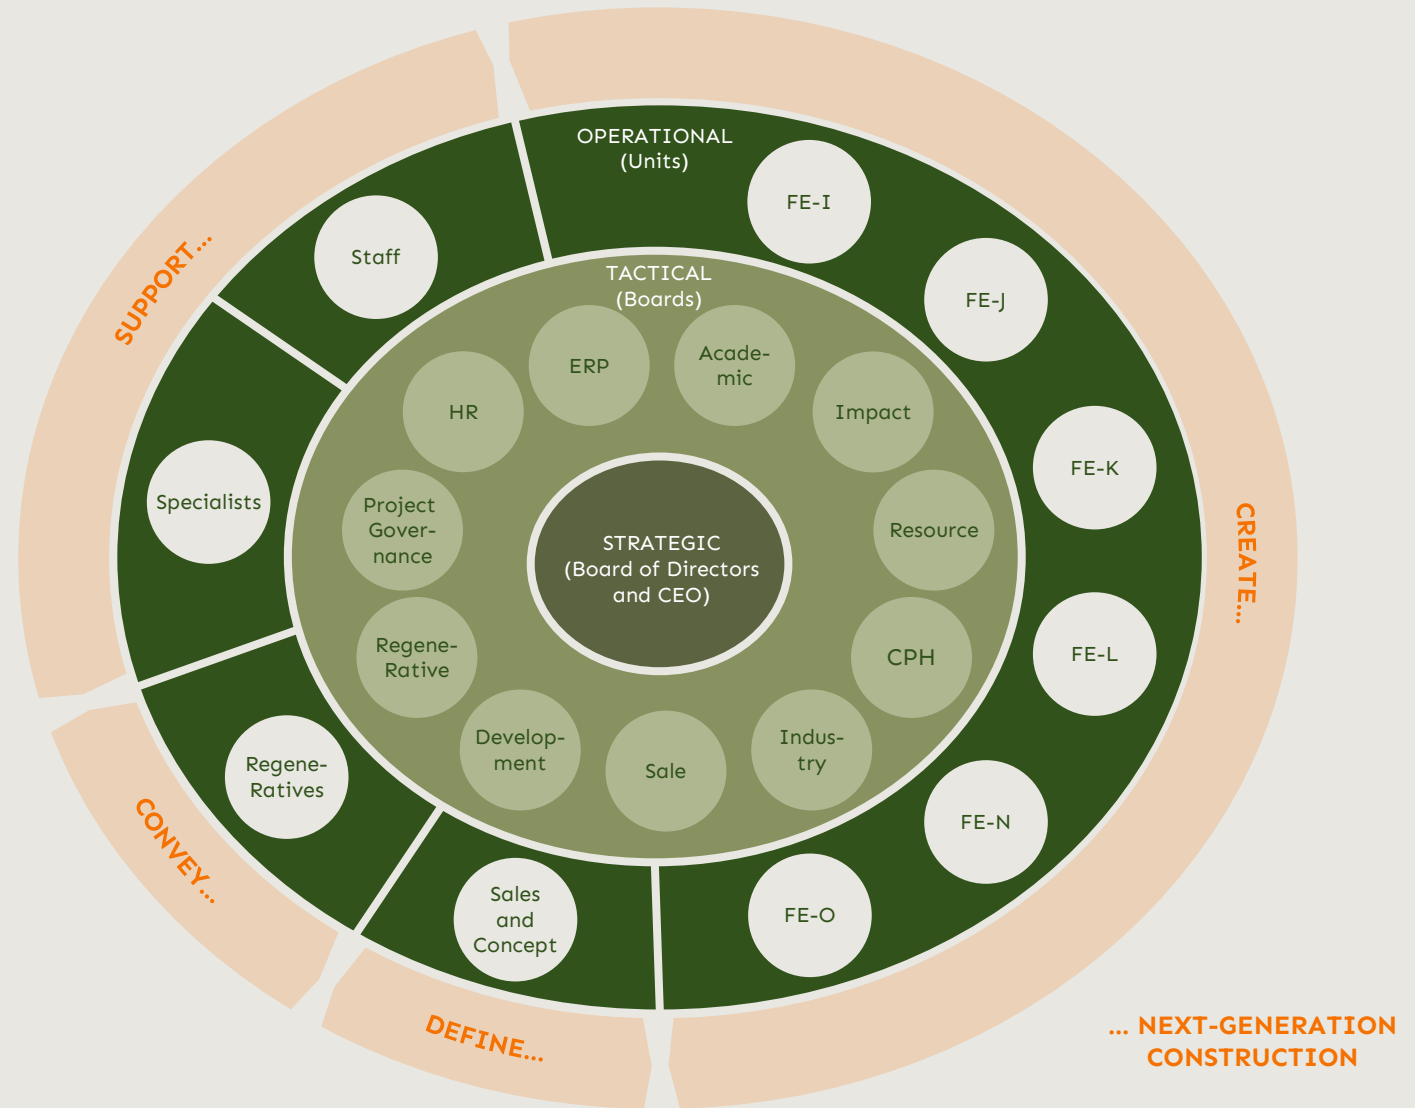 OPERATIONAL
(Units)
FE-I
FE-J
FE-K
FE-L
FE-N
FE-O
Sales
and
Concept
Regene-
Ratives
Specialists
Staff
TACTICAL
(Boards)
ERP
Acade-
mic
Impact
Resource
CPH
Indus-
try
Sale
Develop-
ment
Regene-
Rative
Project
Gover-
nance
HR
STRATEGIC
(Board of Directors
and CEO)
SUPPORT...
CREATE...
CONVEY...
DEFINE...
... NEXT-GENERATION
CONSTRUCTION